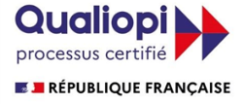 Qualiopi
processus certifié
RÉPUBLIQUE FRANÇAISE